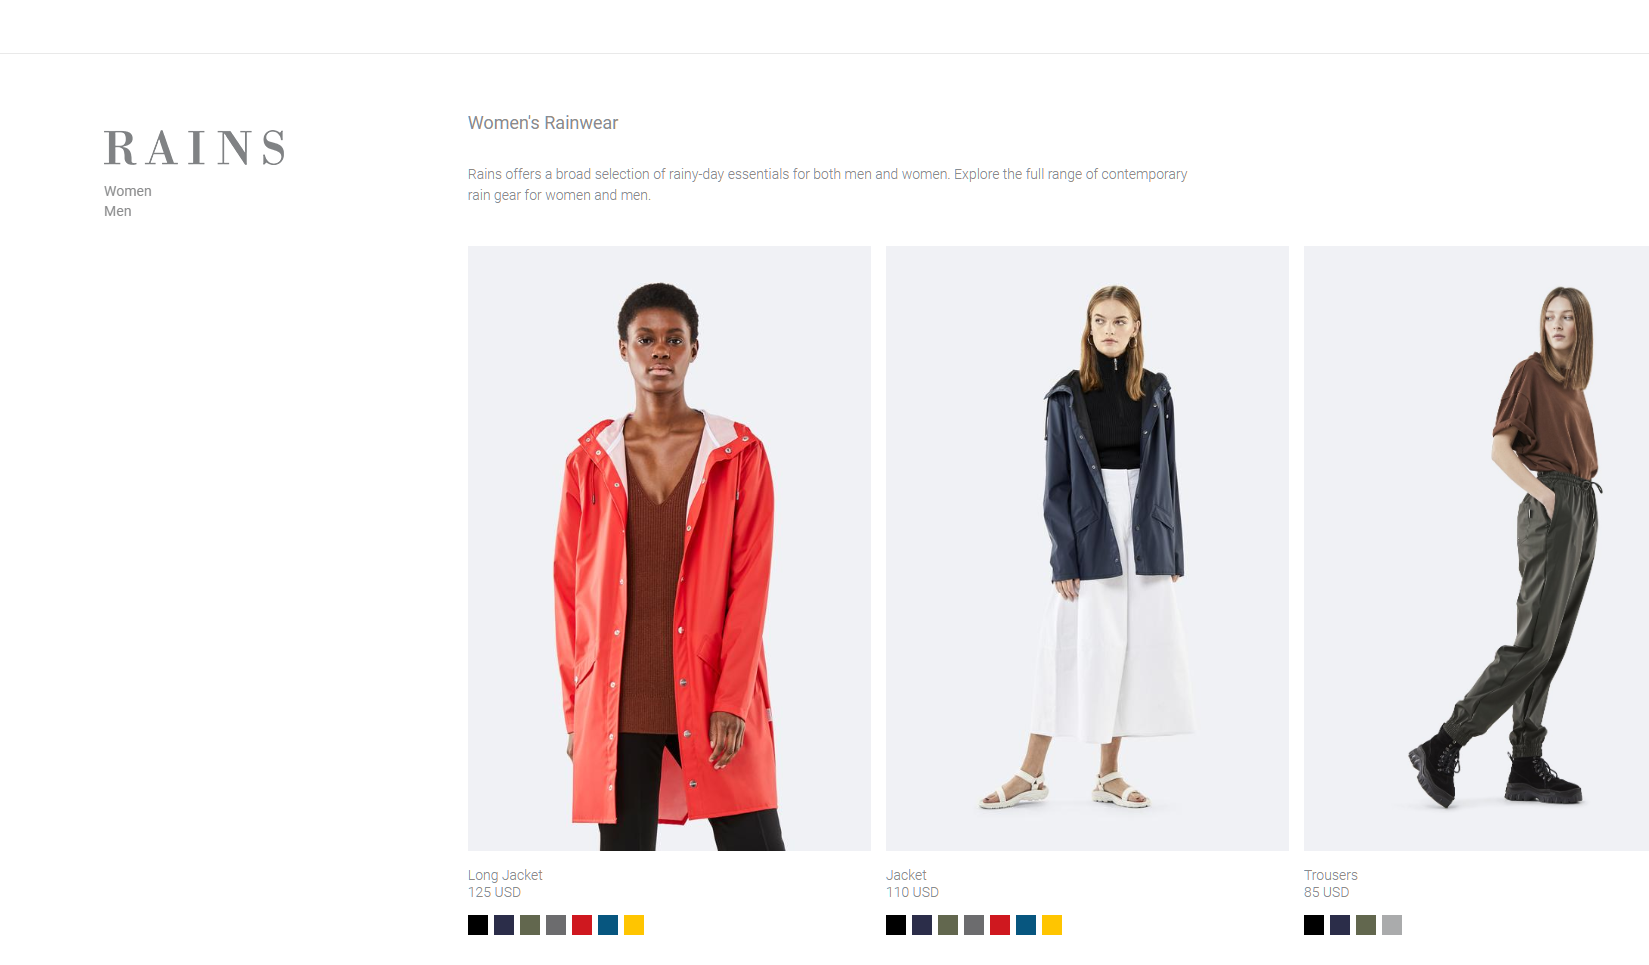 RAINS
Women
Men
Women's Rainwear
Rains offers a broad selection of rainy-day essentials for both men and women. Explore the full range of contemporary
rain gear for women and men.
Long Jacket
125 USD
Jacket
110 USD
Trousers
85 USD